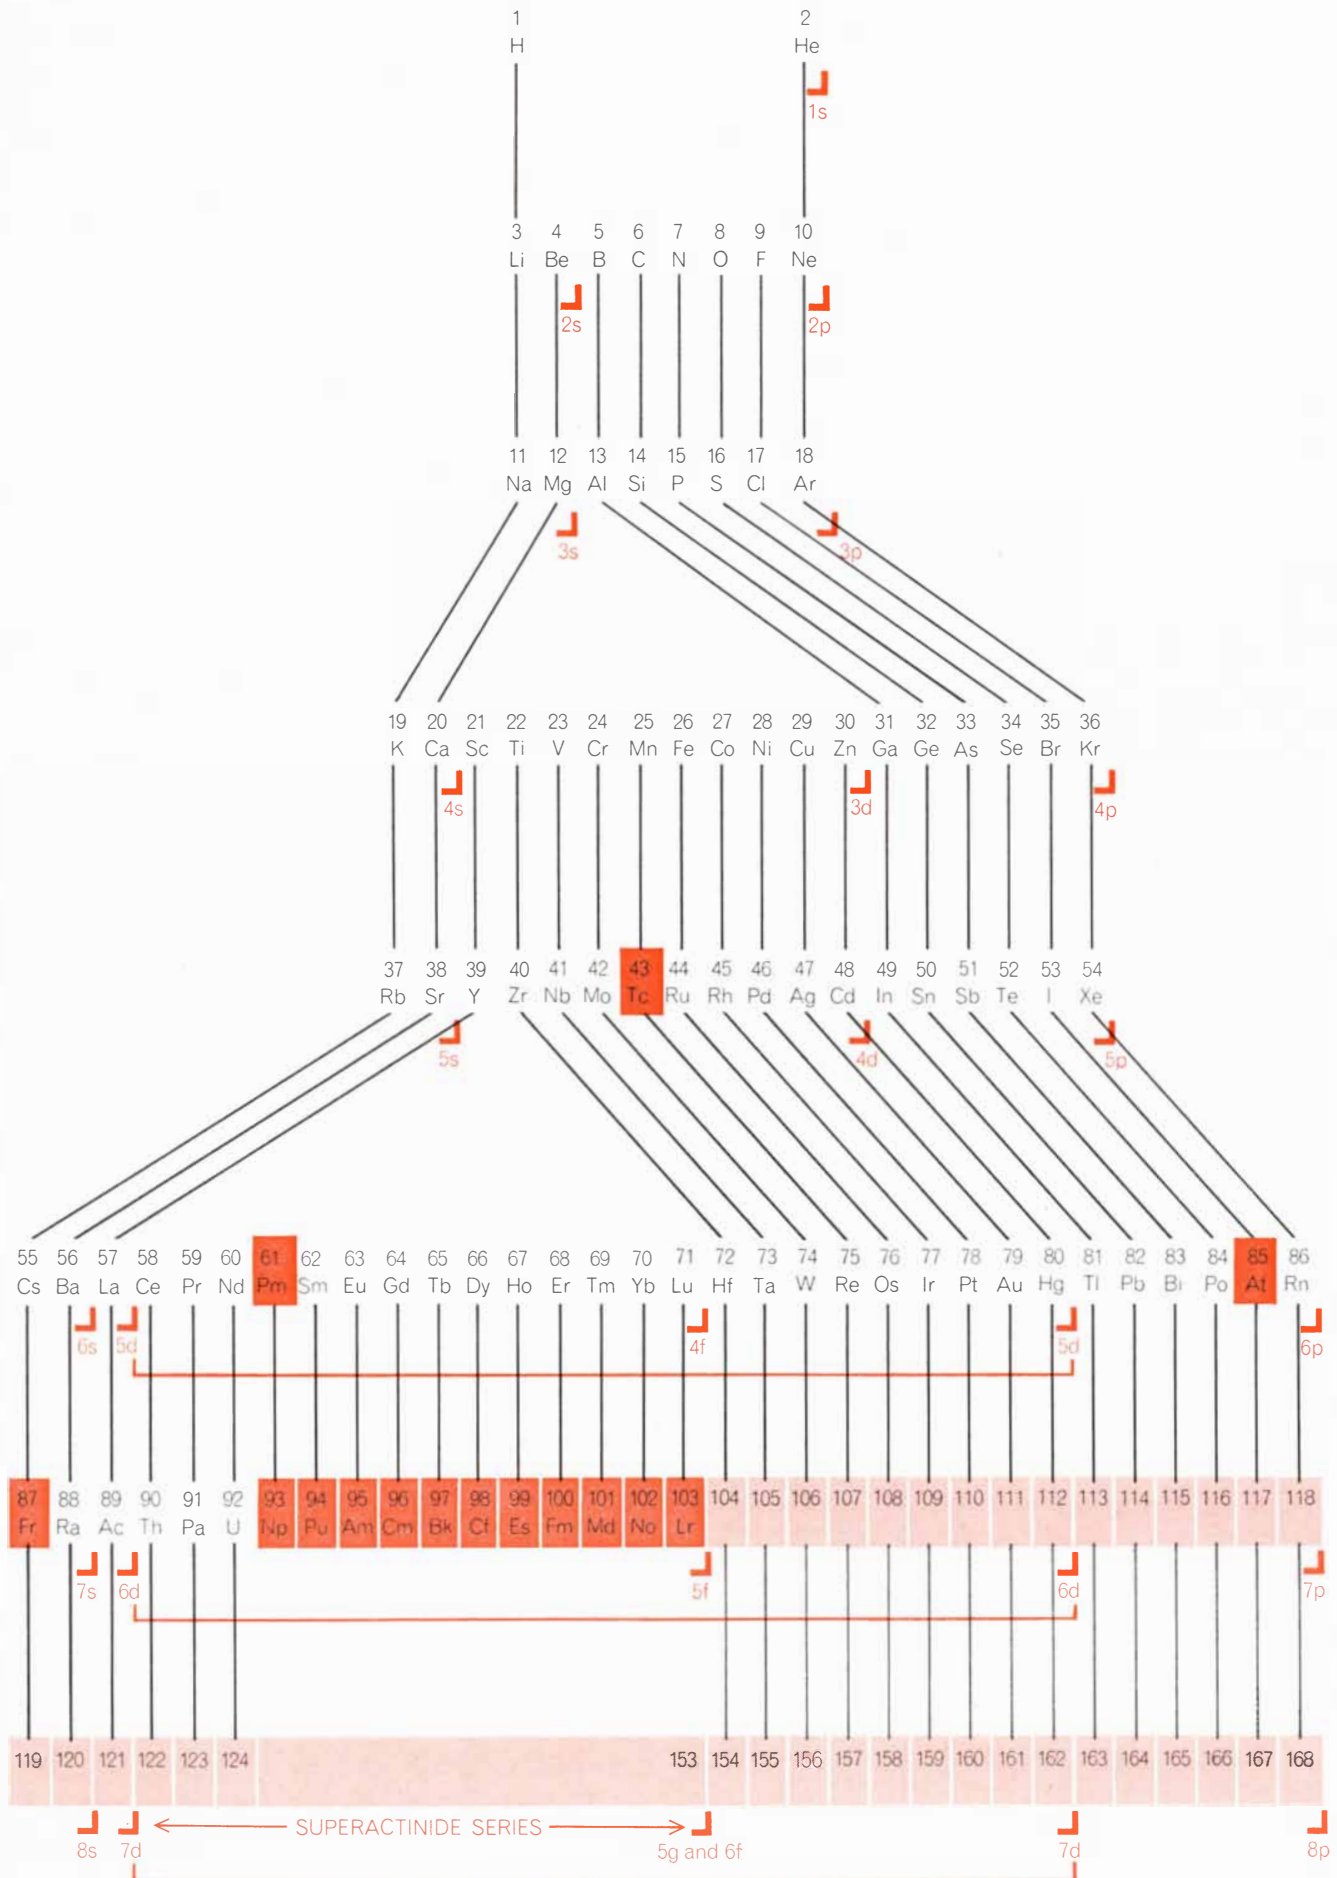 1 2
H He
1s
3 4 5 6 7 8 9 10
Li Be B C N O F Ne
2s 2p
11 12 13 14 15 16 17 18
Na Mg Al Si P S Cl Ar
3s 3p
19 20 21 22 23 24 25 26 27 28 29 30 31 32 33 34 35 36
K Ca Sc Ti V Cr Mn Fe Co Ni Cu Zn Ga Ge As Se Br Kr
4s 3d 4p
37 38 39 40 41 42 43 44 45 46 47 48 49 50 51 52 53 54
Rb Sr Y Zr Nb Mo Tc Ru Rh Pd Ag Cd In Sn Sb Te I Xe
5s 4d 5p
55 56 57 58 59 60 61 62 63 64 65 66 67 68 69 70 71 72 73 74 75 76 77 78 79 80 81 82 83 84 85 86
Cs Ba La Ce Pr Nd Pm Sm Eu Gd Tb Dy Ho Er Tm Yb Lu Hf Ta W Re Os Ir Pt Au Hg Tl Pb Bi Po At Rn
6s 5d 4f 5d 6p
87 88 89 90 91 92 93 94 95 96 97 98 99 100 101 102 103 104 105 106 107 108 109 110 111 112 113 114 115 116 117 118
Fr Ra Ac Th Pa U Np Pu Am Cm Bk Cf Es Fm Md No Lr
7s 6d 5f 6d 7p
119 120 121 122 123 124 153 154 155 156 157 158 159 160 161 162 163 164 165 166 167 168
8s 7d SUPERACTINIDE SERIES 5g and 6f 7d 8p